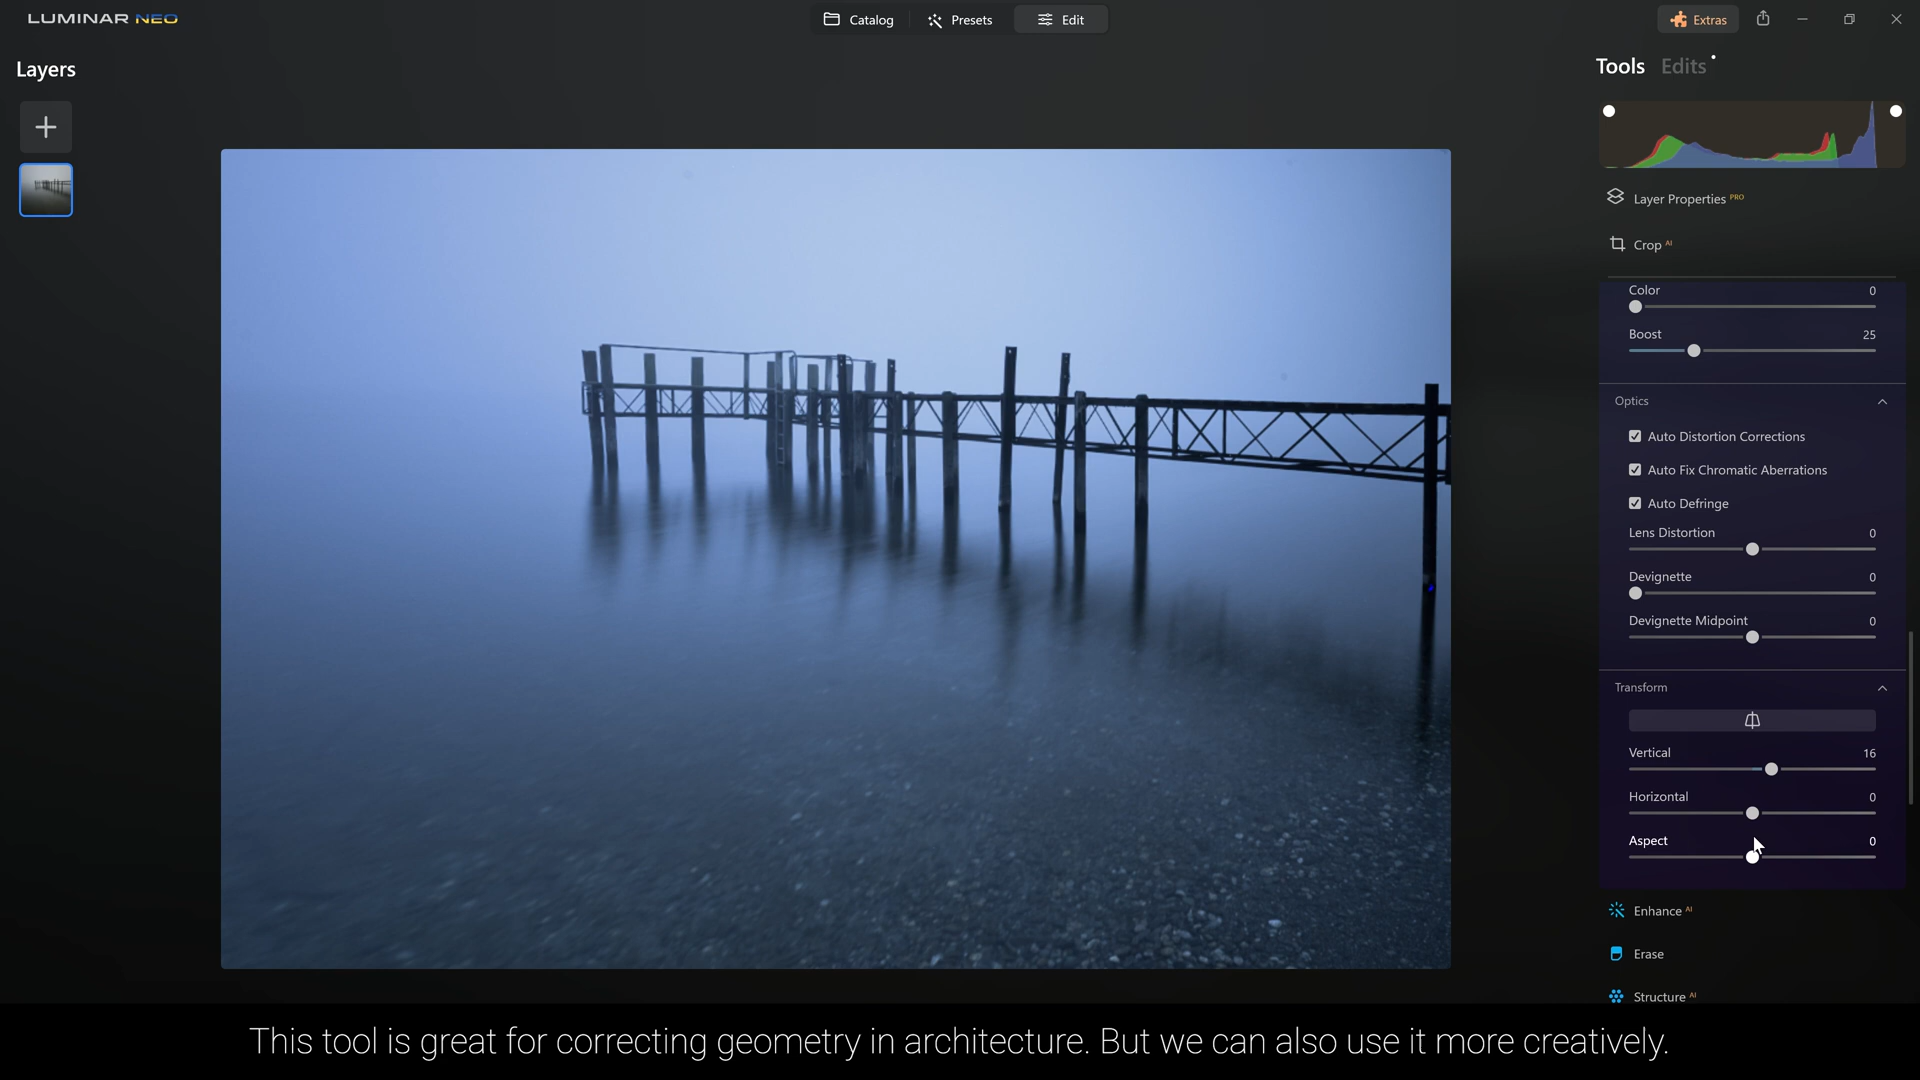 LUMINAR NEO
Catalog
Presets
Edit
Extras
Layers
Tools Edits
Layer Properties PRO
Crop AI
Color 0
Boost 25
Optics
Auto Distortion Corrections
Auto Fix Chromatic Aberrations
Auto Defringe
Lens Distortion 0
Devignette 0
Devignette Midpoint 0
Transform
Vertical 16
Horizontal 0
Aspect 0
Enhance AI
Erase
Structure AI
This tool is great for correcting geometry in architecture. But we can also use it more creatively.